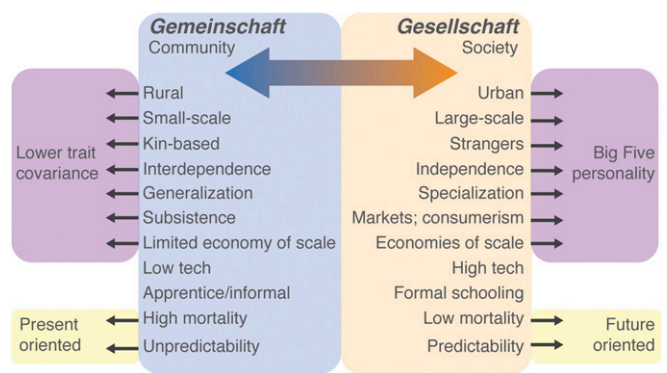 Gemeinschaft
Community
Gesellschaft
Society
Lower trait
covariance
Rural
Small-scale
Kin-based
Interdependence
Generalization
Subsistence
Limited economy of scale
Low tech
Apprentice/informal
High mortality
Unpredictability
Urban
Large-scale
Strangers
Independence
Specialization
Markets; consumerism
Economies of scale
High tech
Formal schooling
Low mortality
Predictability
Big Five
personality
Present
oriented
Future
oriented